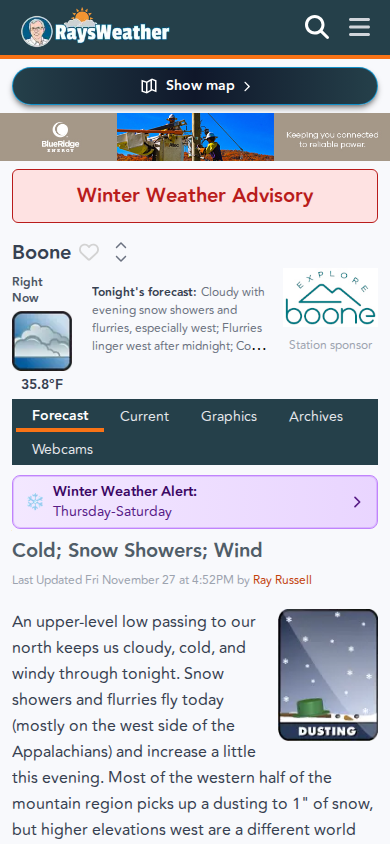 RaysWeather
Show map
BlueRidge
ENERGY
Keeping you connected
to reliable power.
Winter Weather Advisory
Boone
Right
Now
35.8°F
Tonight's forecast: Cloudy with
evening snow showers and
flurries, especially west; Flurries
linger west after midnight; Co...
EXPLORE
boone
Station sponsor
Forecast
Current
Graphics
Archives
Webcams
Winter Weather Alert:
Thursday-Saturday
Cold; Snow Showers; Wind
Last Updated Fri November 27 at 4:52PM by Ray Russell
An upper-level low passing to our
north keeps us cloudy, cold, and
windy through tonight. Snow
showers and flurries fly today
(mostly on the west side of the
Appalachians) and increase a little
this evening. Most of the western half of the
mountain region picks up a dusting to 1" of snow,
but higher elevations west are a different world
DUSTING